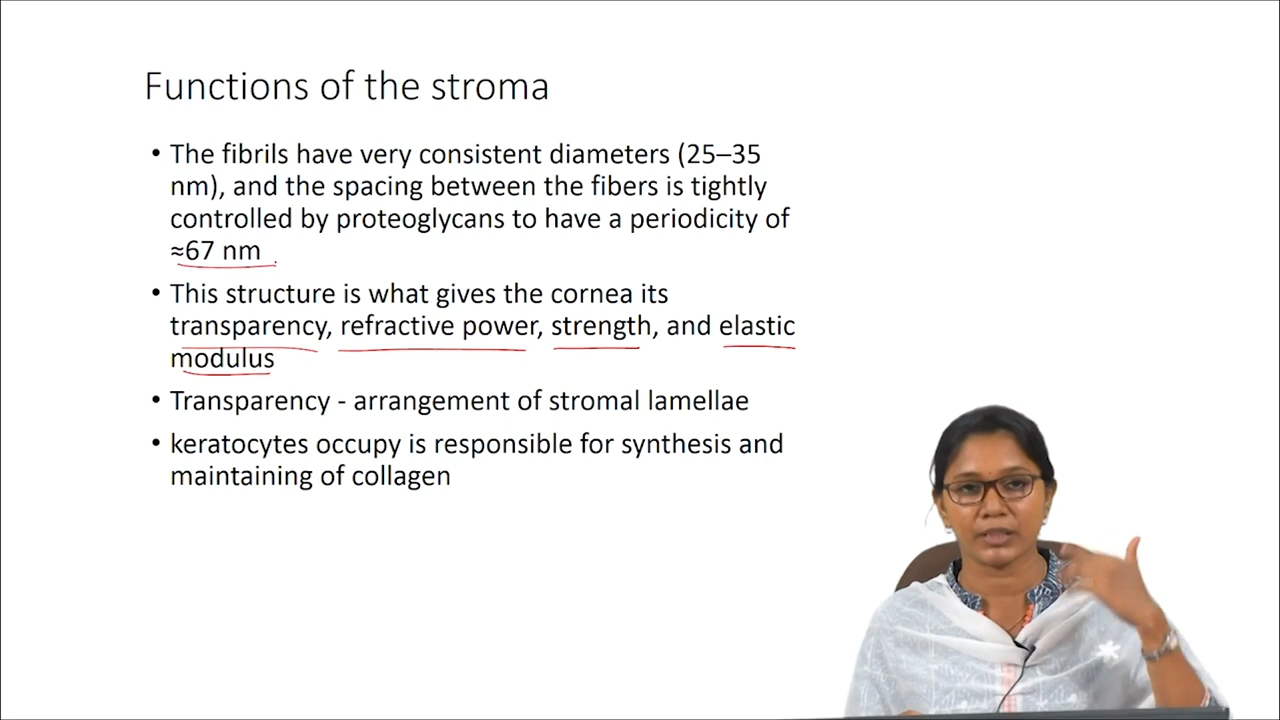 Functions of the stroma
• The fibrils have very consistent diameters (25–35
nm), and the spacing between the fibers is tightly
controlled by proteoglycans to have a periodicity of
≈67 nm
• This structure is what gives the cornea its
transparency, refractive power, strength, and elastic
modulus
• Transparency - arrangement of stromal lamellae
• keratocytes occupy is responsible for synthesis and
maintaining of collagen